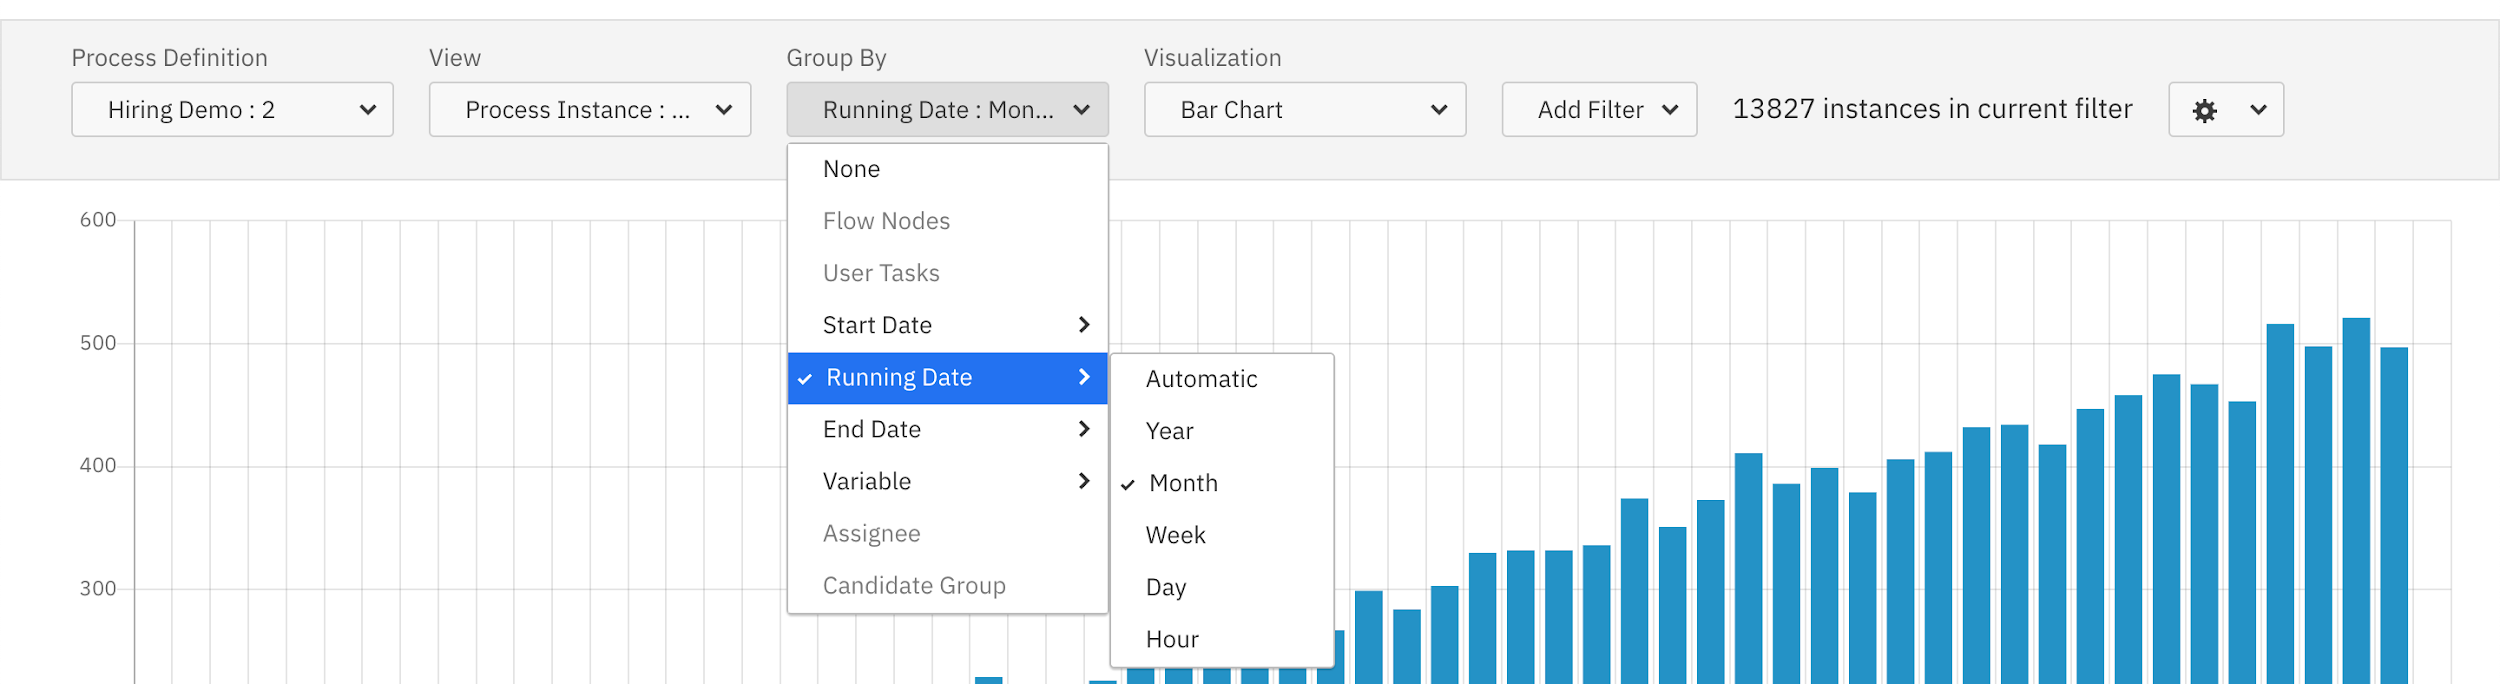 Process Definition
View
Group By
Visualization
Hiring Demo : 2
Process Instance : ...
Running Date : Mon...
Bar Chart
Add Filter
13827 instances in current filter
None
Flow Nodes
User Tasks
Start Date
Running Date
End Date
Variable
Assignee
Candidate Group
Automatic
Year
Month
Week
Day
Hour
600
500
400
300